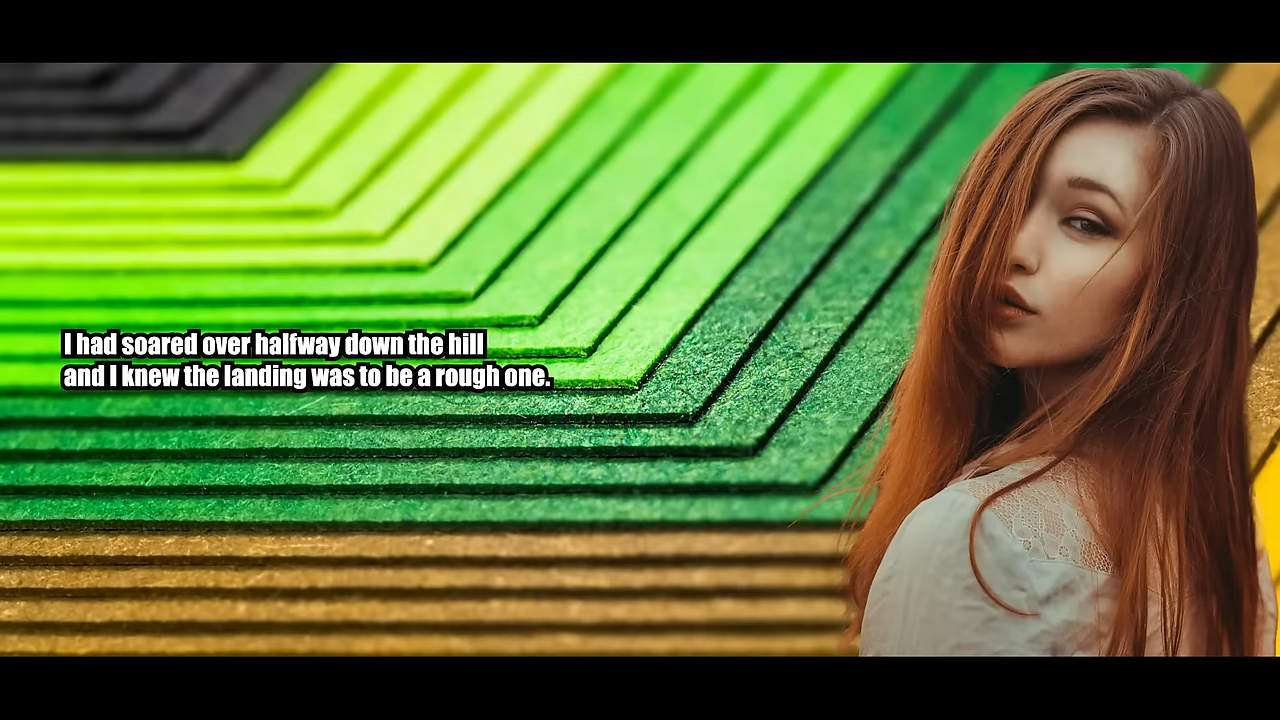 I had soared over halfway down the hill
and I knew the landing was to be a rough one.